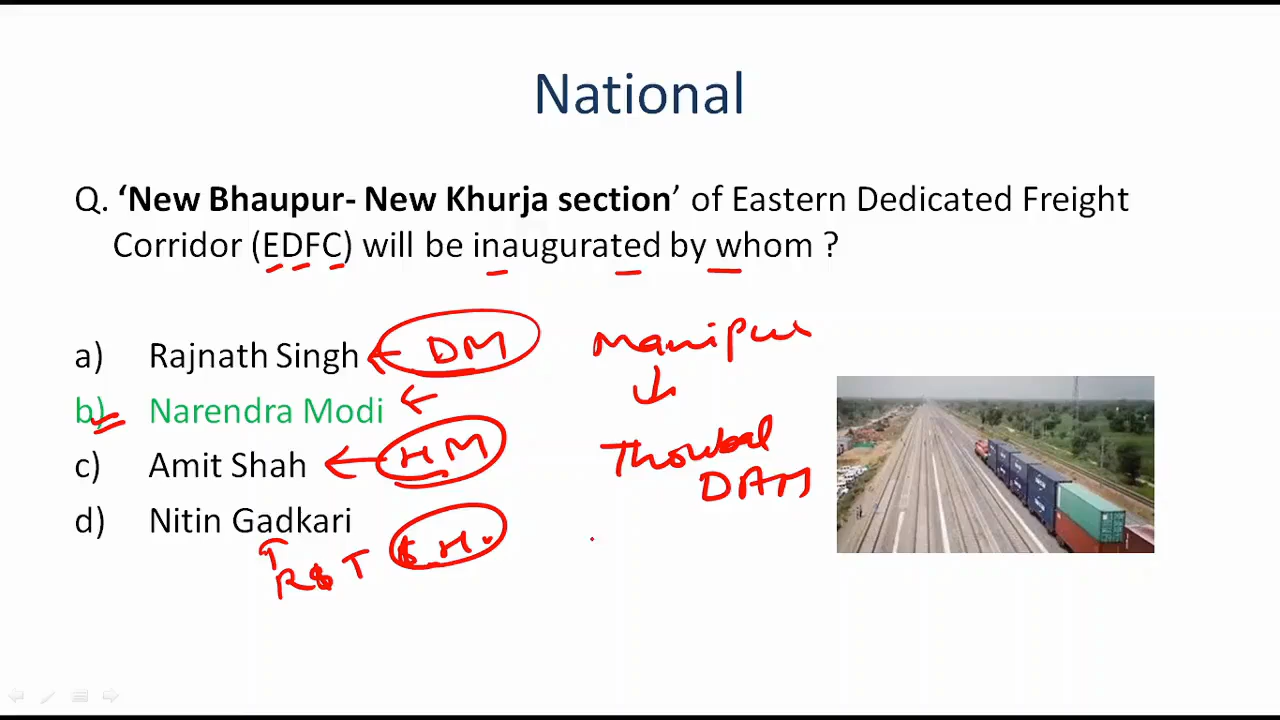 National
Q. ‘New Bhaupur- New Khurja section’ of Eastern Dedicated Freight
Corridor (EDFC) will be inaugurated by whom ?
a) Rajnath Singh ← DM
b) Narendra Modi ←
c) Amit Shah ← HM
d) Nitin Gadkari
↑
R & T & H.
Manipur
↓
Thoubal
DAM